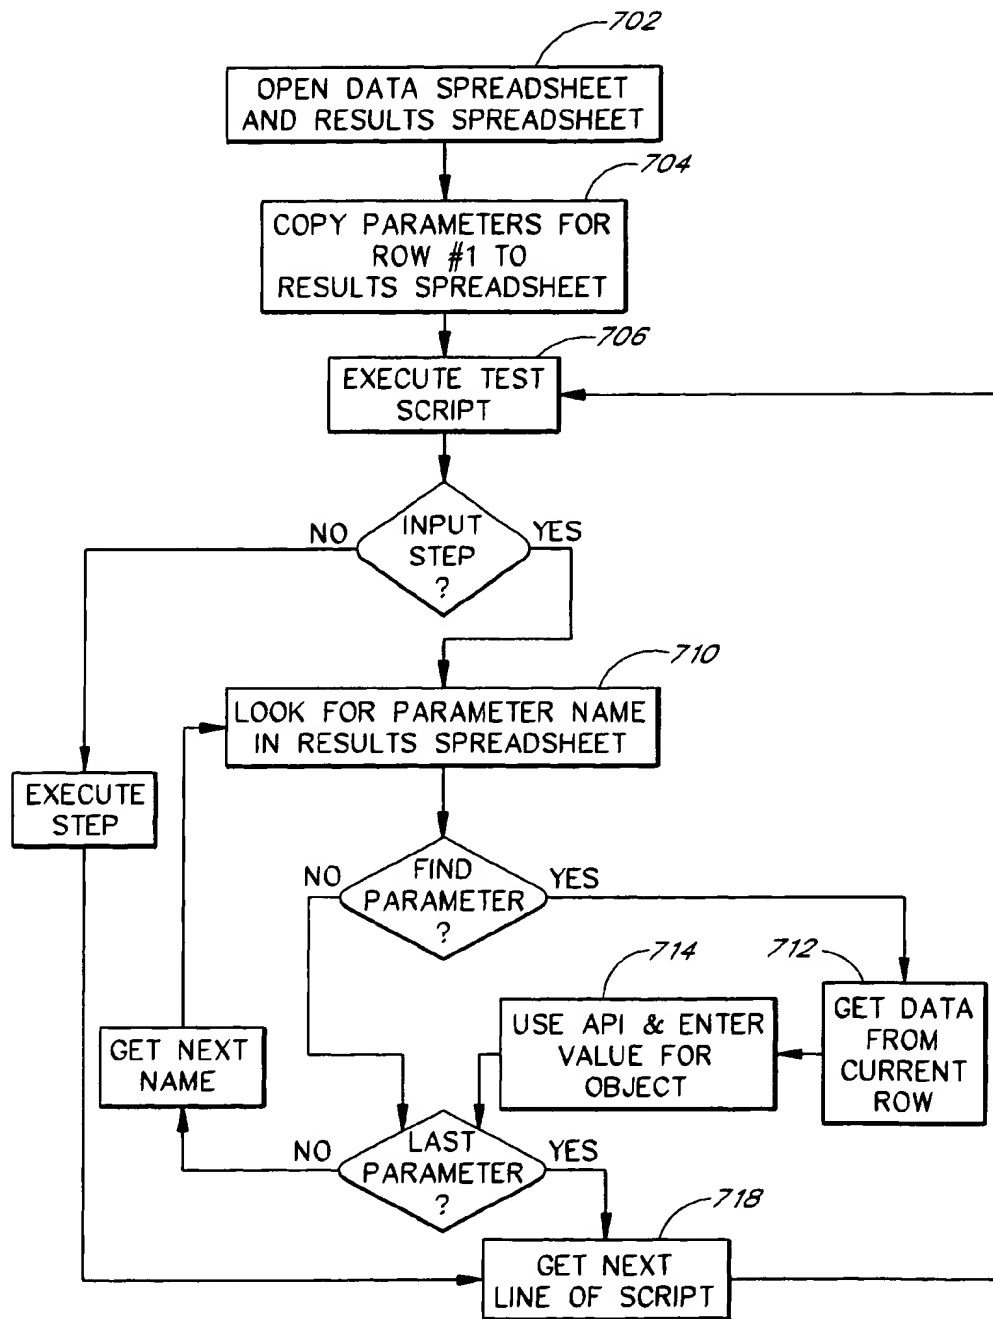 702
OPEN DATA SPREADSHEET
AND RESULTS SPREADSHEET
704
COPY PARAMETERS FOR
ROW #1 TO
RESULTS SPREADSHEET
706
EXECUTE TEST
SCRIPT
NO
INPUT
STEP
?
YES
710
LOOK FOR PARAMETER NAME
IN RESULTS SPREADSHEET
EXECUTE
STEP
NO
FIND
PARAMETER
?
YES
714
712
USE API & ENTER
VALUE FOR
OBJECT
GET DATA
FROM
CURRENT
ROW
GET NEXT
NAME
NO
LAST
PARAMETER
?
YES
718
GET NEXT
LINE OF SCRIPT